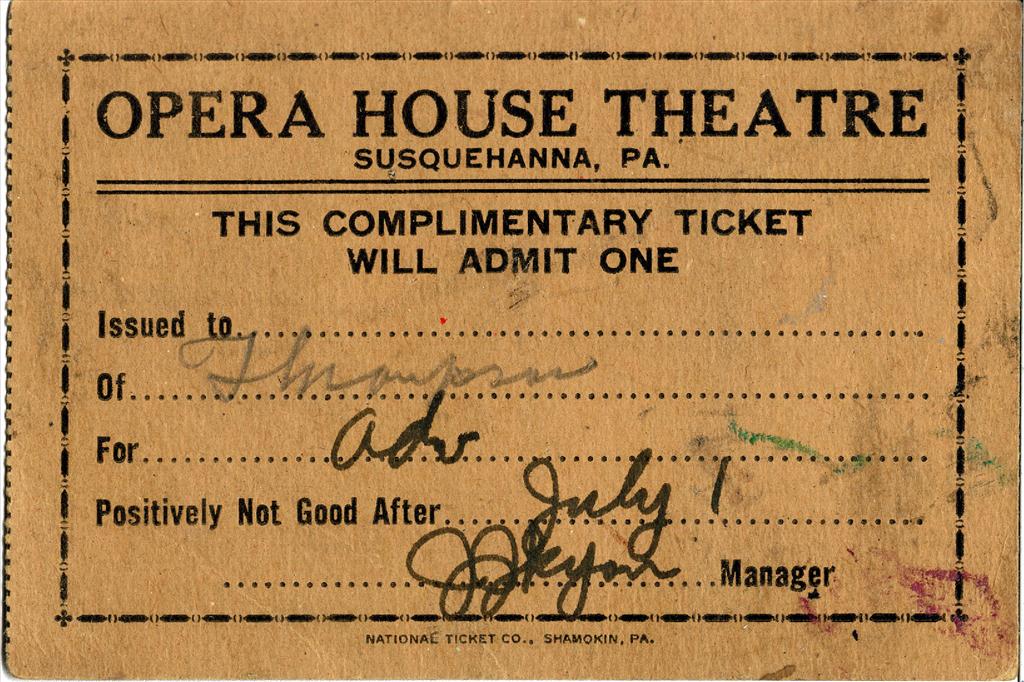 OPERA HOUSE THEATRE
SUSQUEHANNA, PA.
THIS COMPLIMENTARY TICKET
WILL ADMIT ONE
Issued to
Of Thompson
For Adv
Positively Not Good After July 1
Manager
NATIONAL TICKET CO., SHAMOKIN, PA.